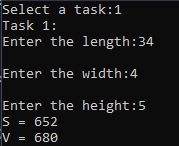 Select a task:1
Task 1:
Enter the length:34
Enter the width:4
Enter the height:5
S = 652
V = 680